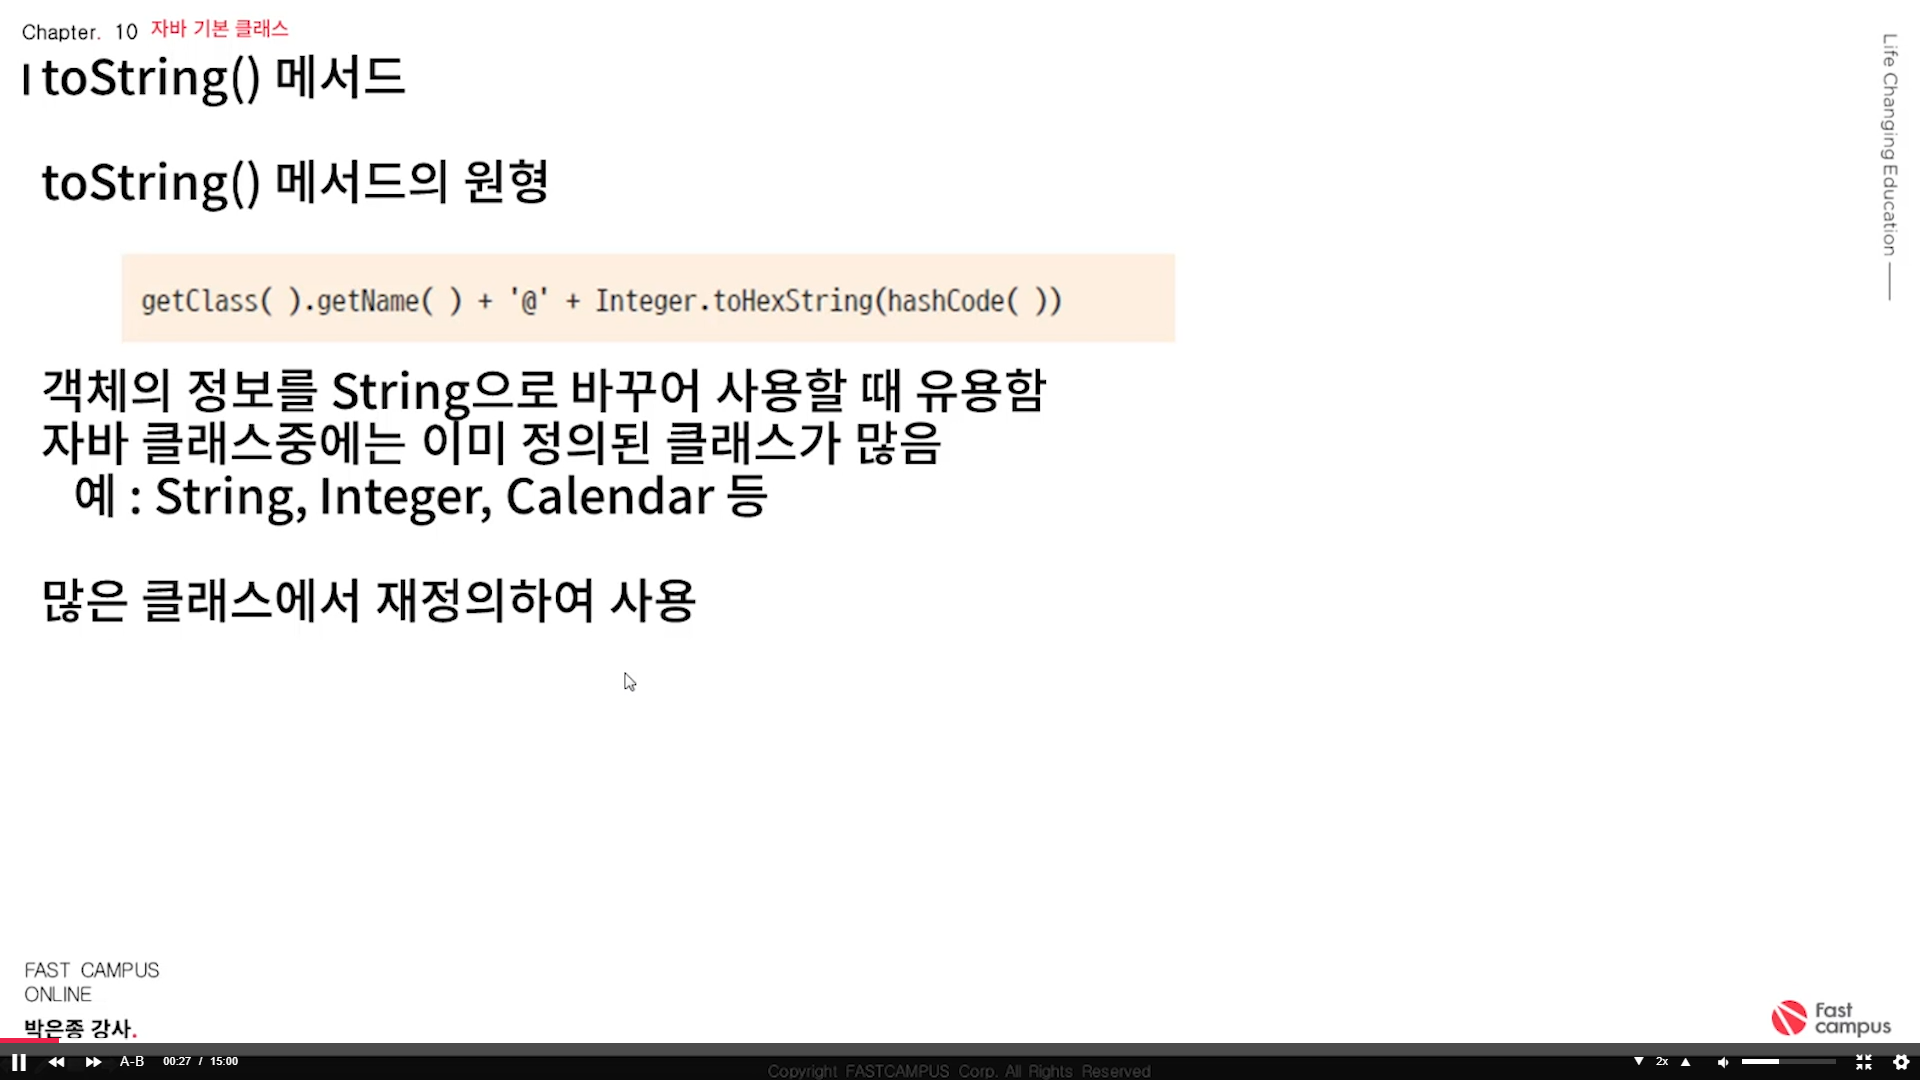 Chapter. 10 자바 기본 클래스
toString() 메서드
toString() 메서드의 원형
getClass( ).getName( ) + '@' + Integer.toHexString(hashCode( ))
객체의 정보를 String으로 바꾸어 사용할 때 유용함
자바 클래스중에는 이미 정의된 클래스가 많음
예 : String, Integer, Calendar 등
많은 클래스에서 재정의하여 사용
Life Changing Education
FAST CAMPUS
ONLINE
박은종 강사.
Fast
campus
A-B 00:27 / 15:00
2x
Copyright FASTCAMPUS Corp. All Rights Reserved